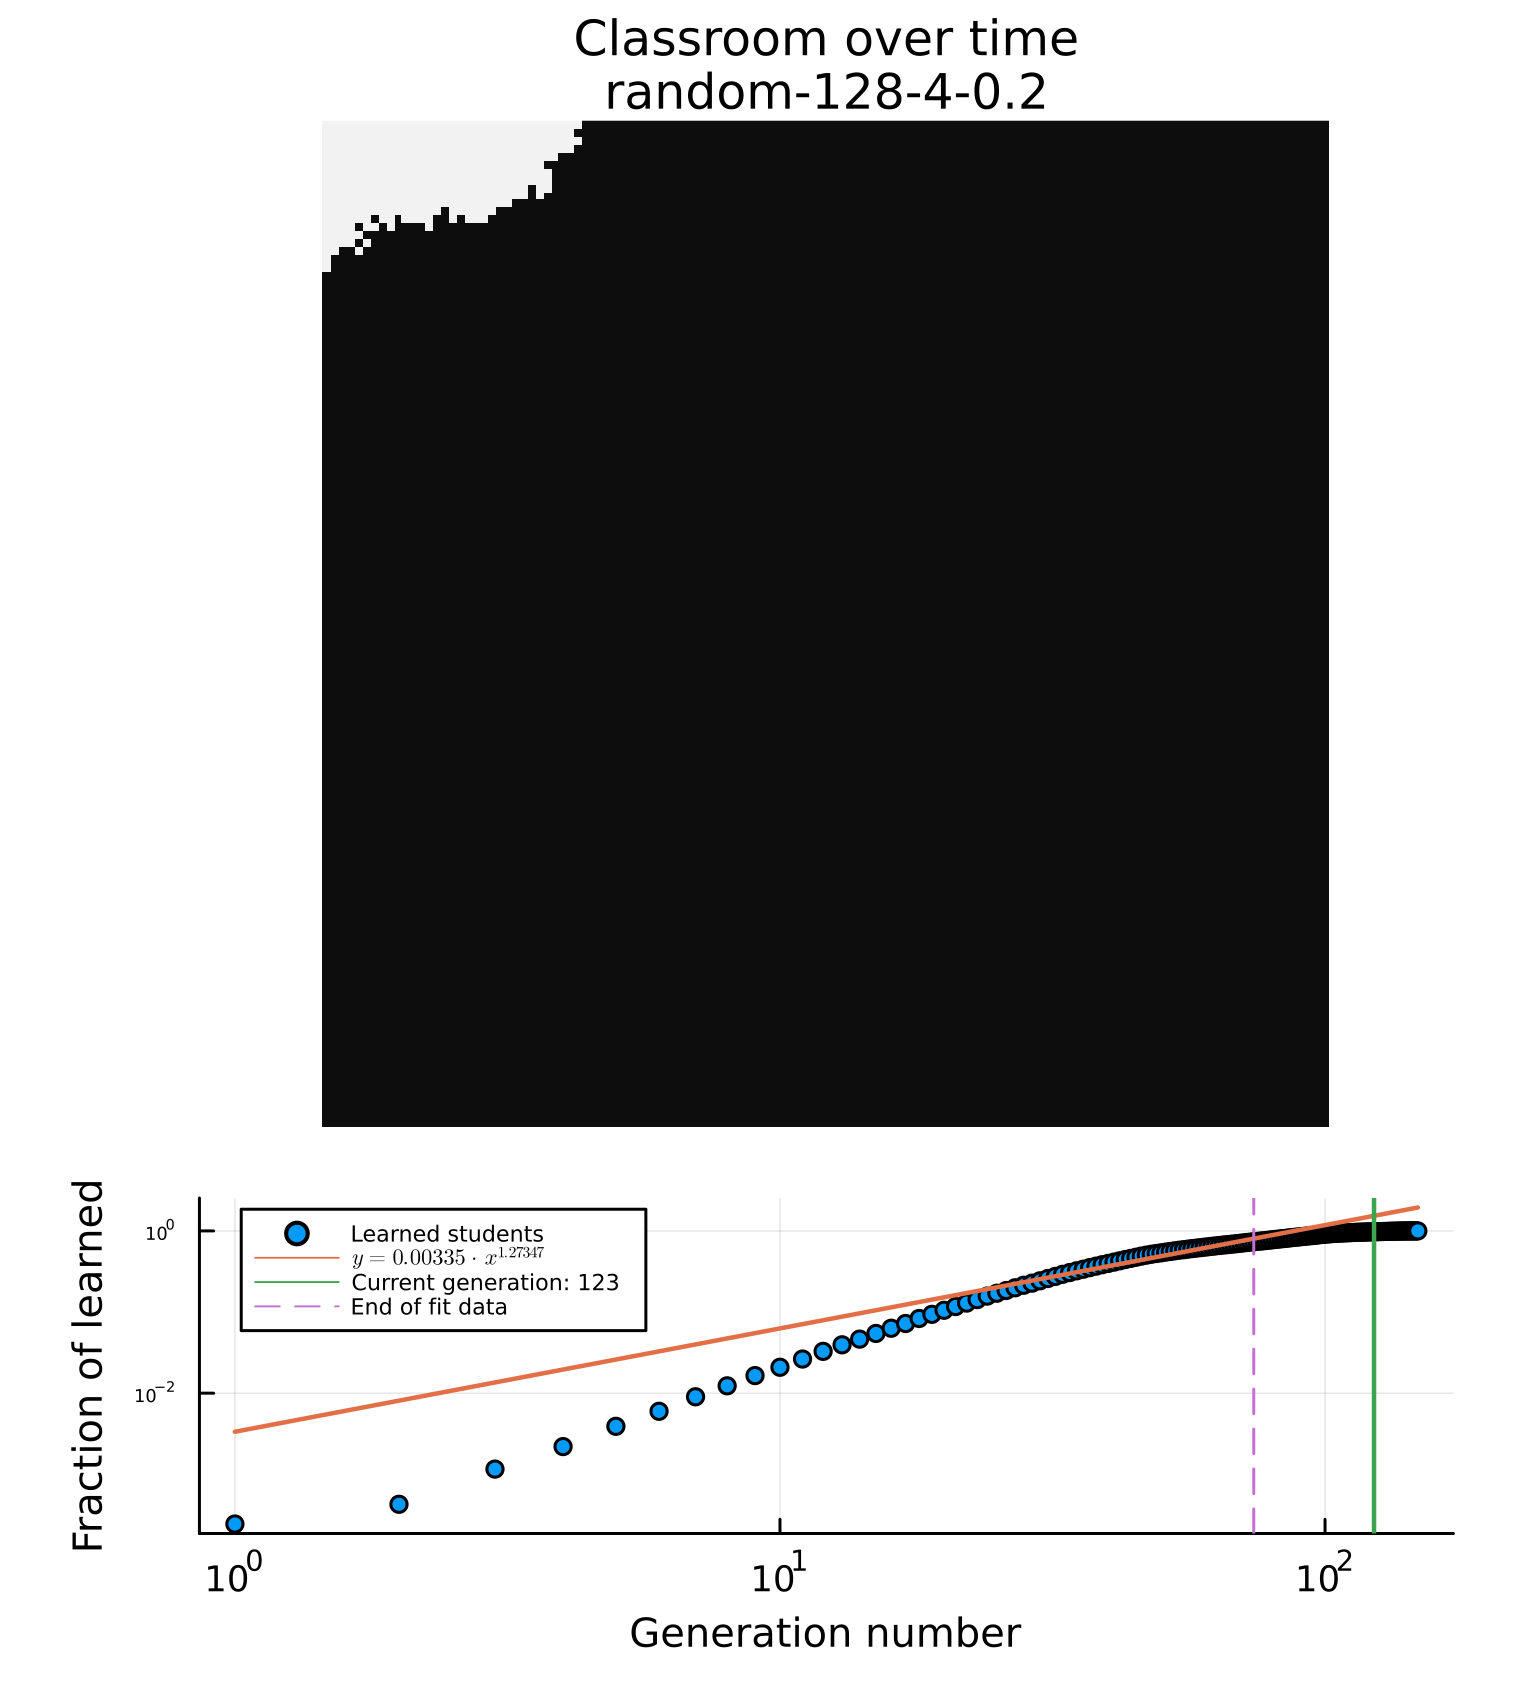 Classroom over time
random-128-4-0.2
Fraction of learned
10^0
10^−2
Learned students
y = 0.00335 · x^1.27347
Current generation: 123
End of fit data
10^0 10^1 10^2
Generation number